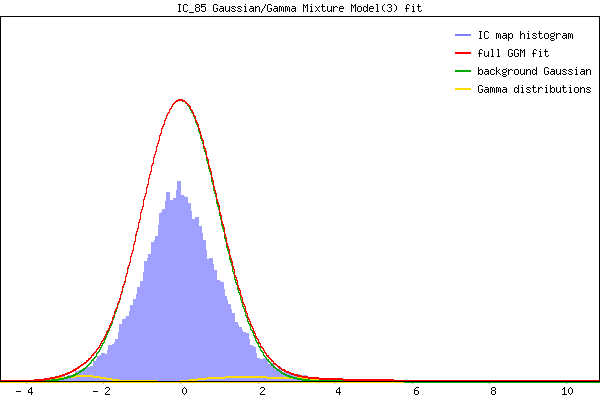 IC_85 Gaussian/Gamma Mixture Model(3) fit
IC map histogram
full GGM fit
background Gaussian
Gamma distributions
-4 -2 0 2 4 6 8 10